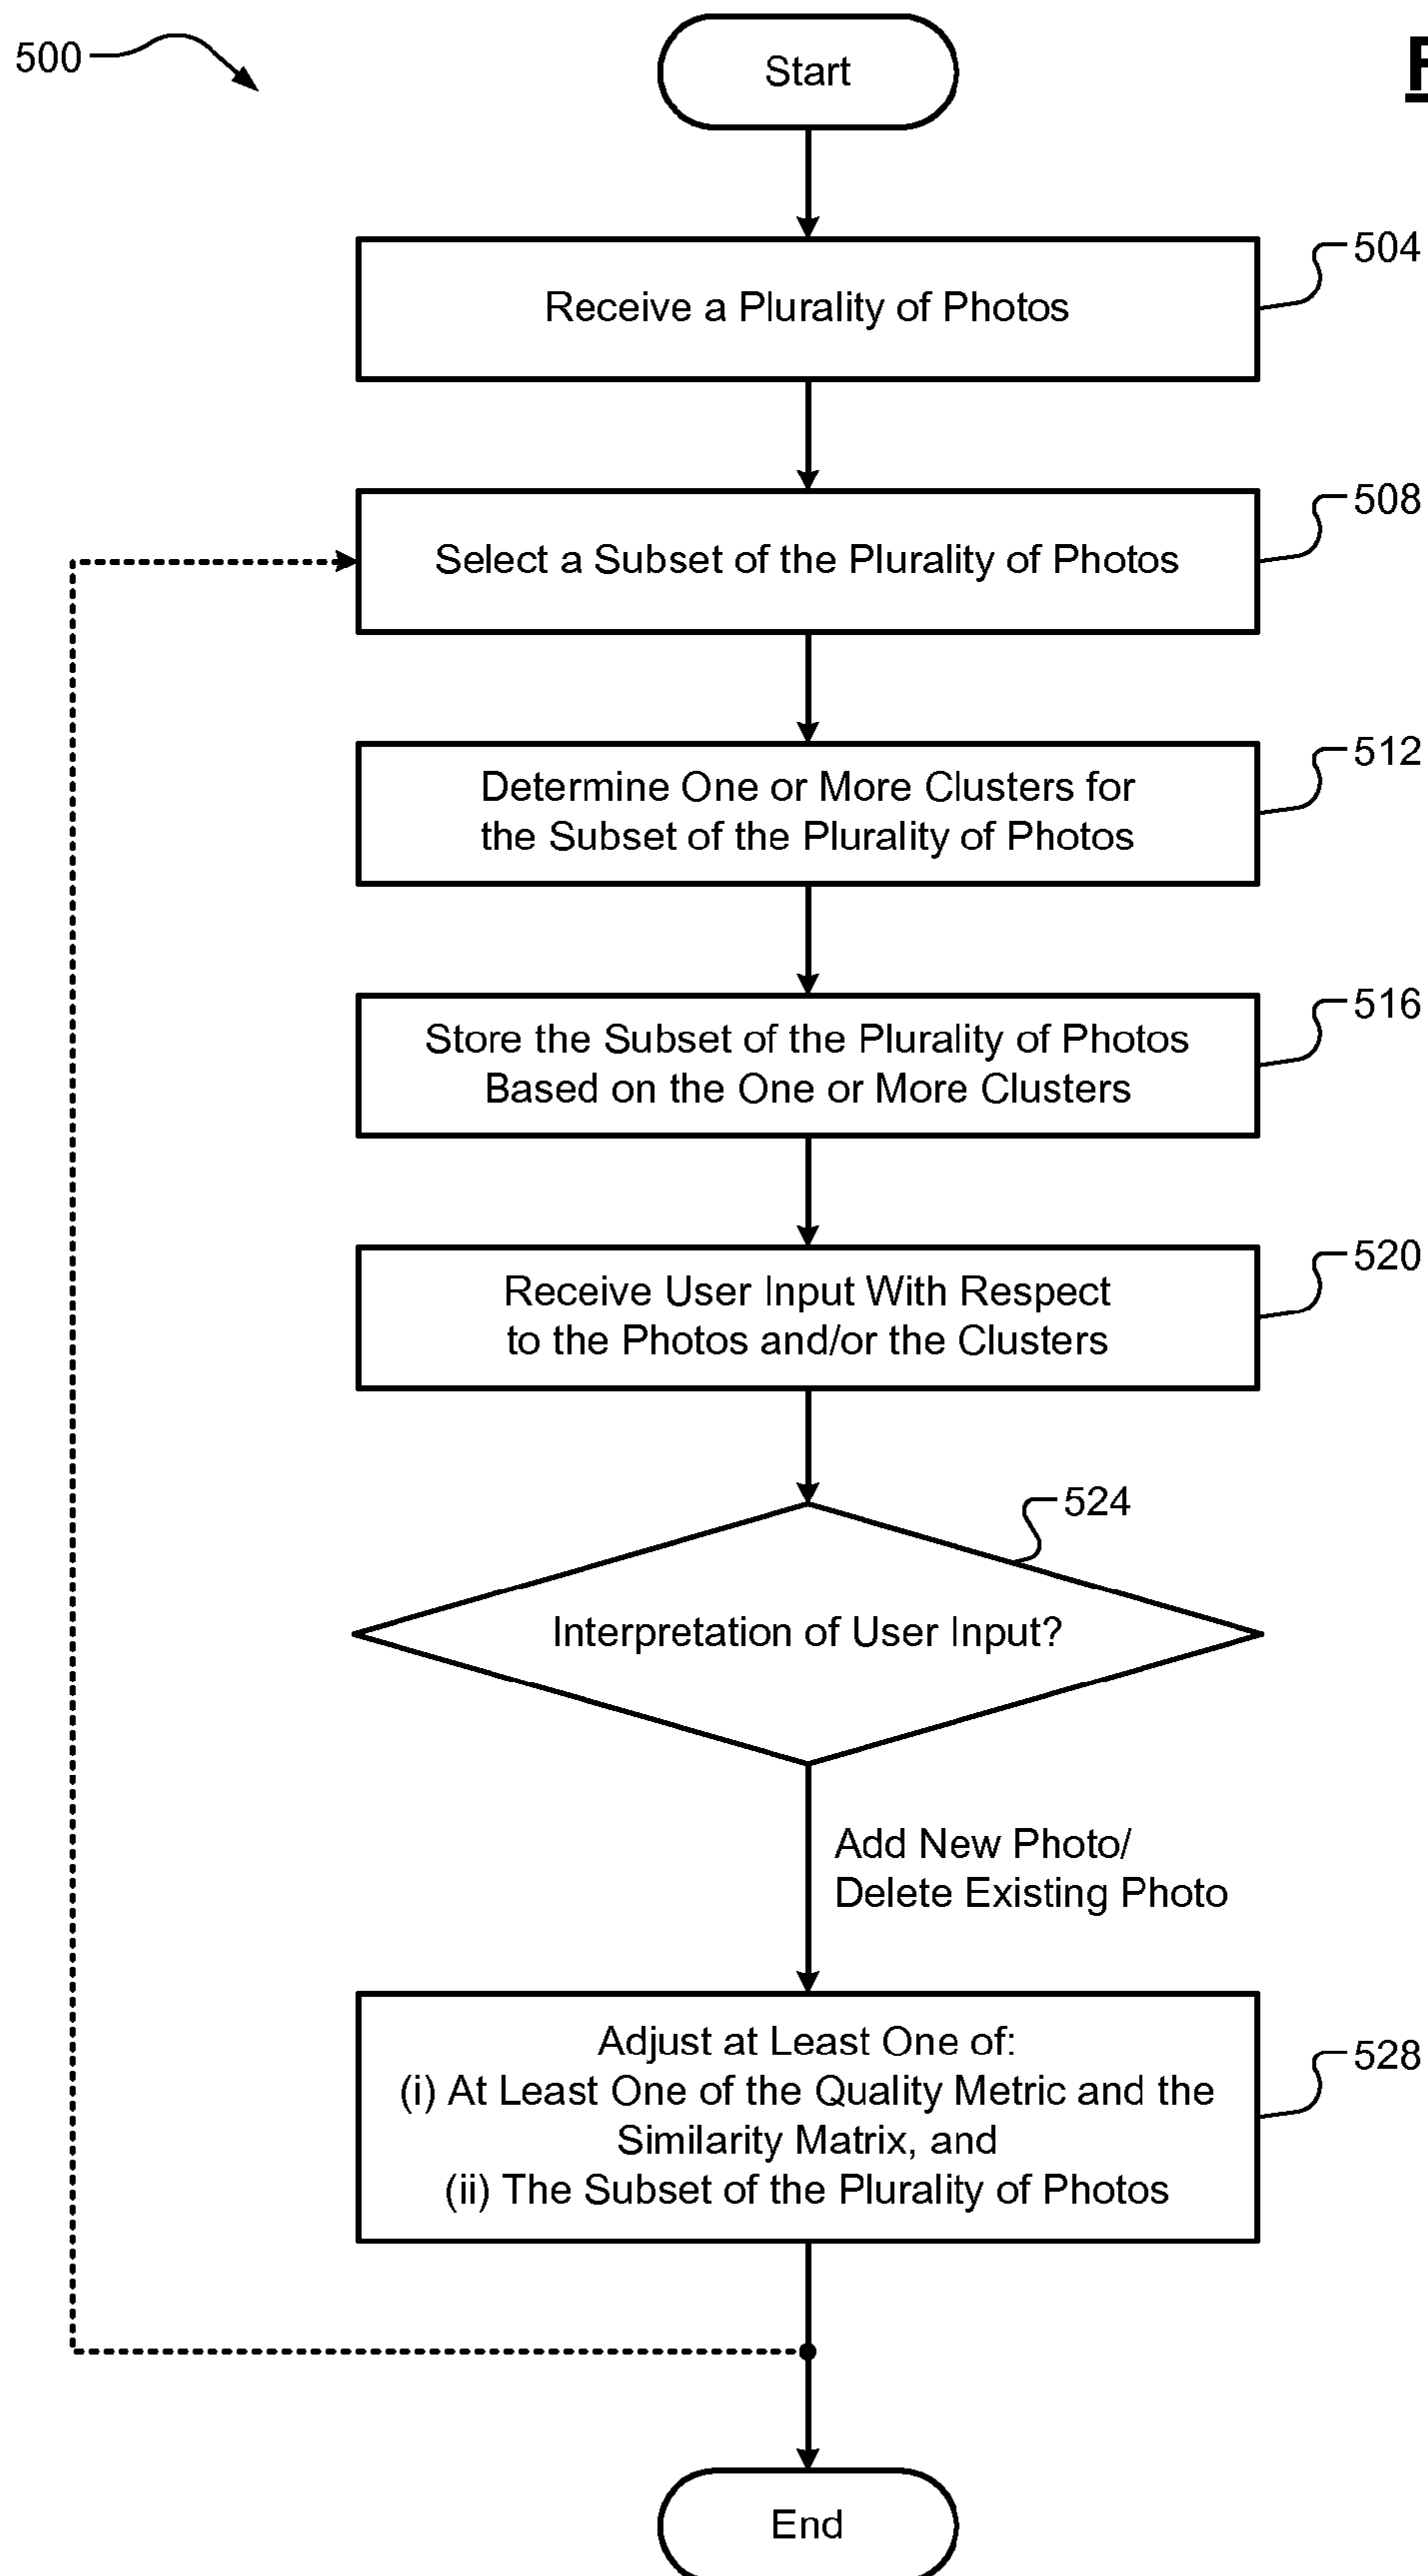 500
Start
Receive a Plurality of Photos
504
Select a Subset of the Plurality of Photos
508
Determine One or More Clusters for
the Subset of the Plurality of Photos
512
Store the Subset of the Plurality of Photos
Based on the One or More Clusters
516
Receive User Input With Respect
to the Photos and/or the Clusters
520
524
Interpretation of User Input?
Add New Photo/
Delete Existing Photo
Adjust at Least One of:
(i) At Least One of the Quality Metric and the
Similarity Matrix, and
(ii) The Subset of the Plurality of Photos
528
End